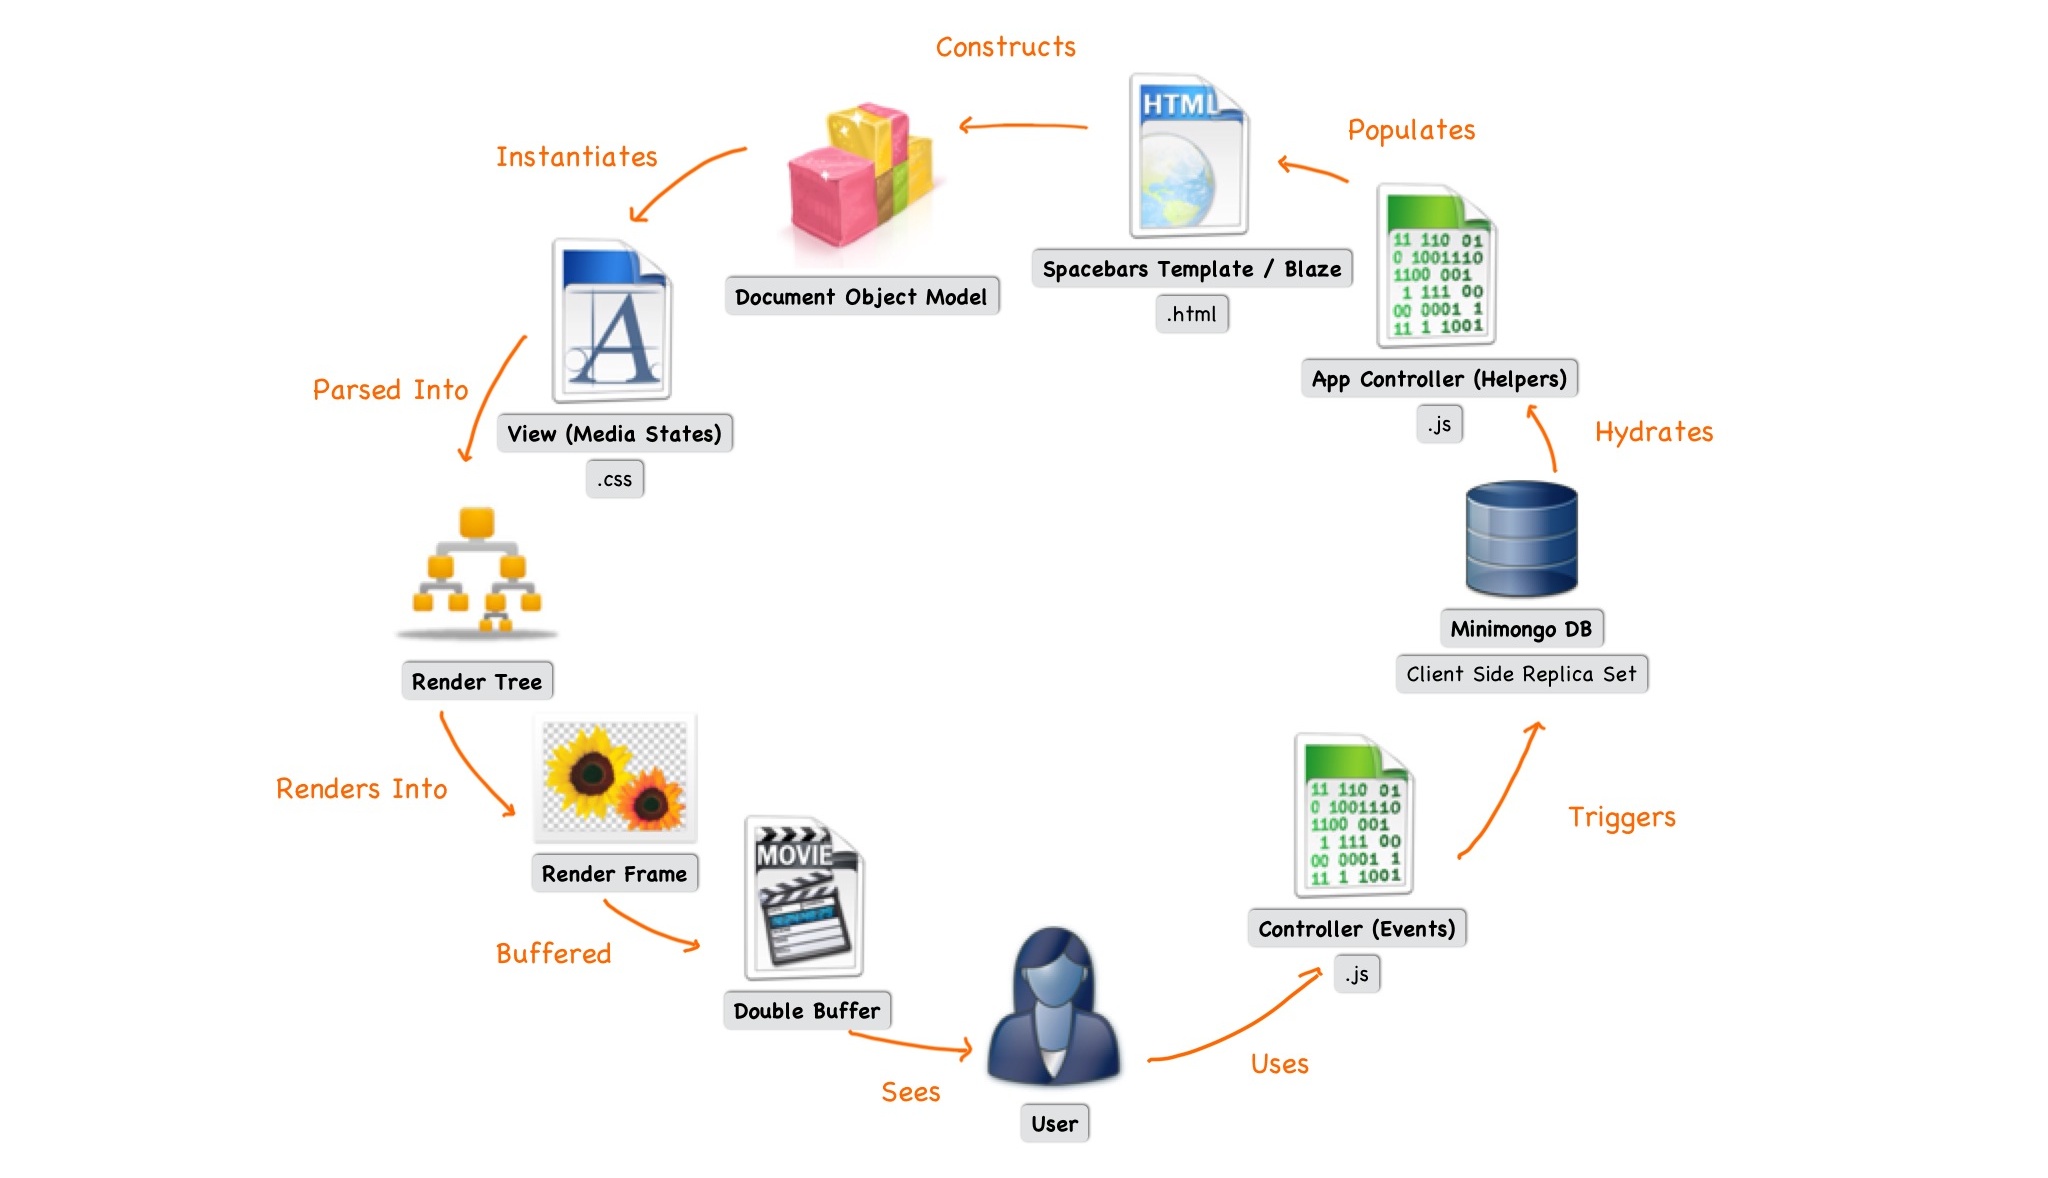 Constructs
HTML
Populates
Instantiates
11 110 01
0 1001110
1100 001
1 111 00
00 0001 1
11 1 1001
Spacebars Template / Blaze
.html
Document Object Model
A
App Controller (Helpers)
.js
Parsed Into
View (Media States)
.css
Hydrates
Minimongo DB
Client Side Replica Set
Render Tree
Renders Into
11 110 01
0 1001110
1100 001
1 111 00
00 0001 1
11 1 1001
Triggers
MOVIE
Render Frame
Controller (Events)
.js
Buffered
Double Buffer
Uses
Sees
User